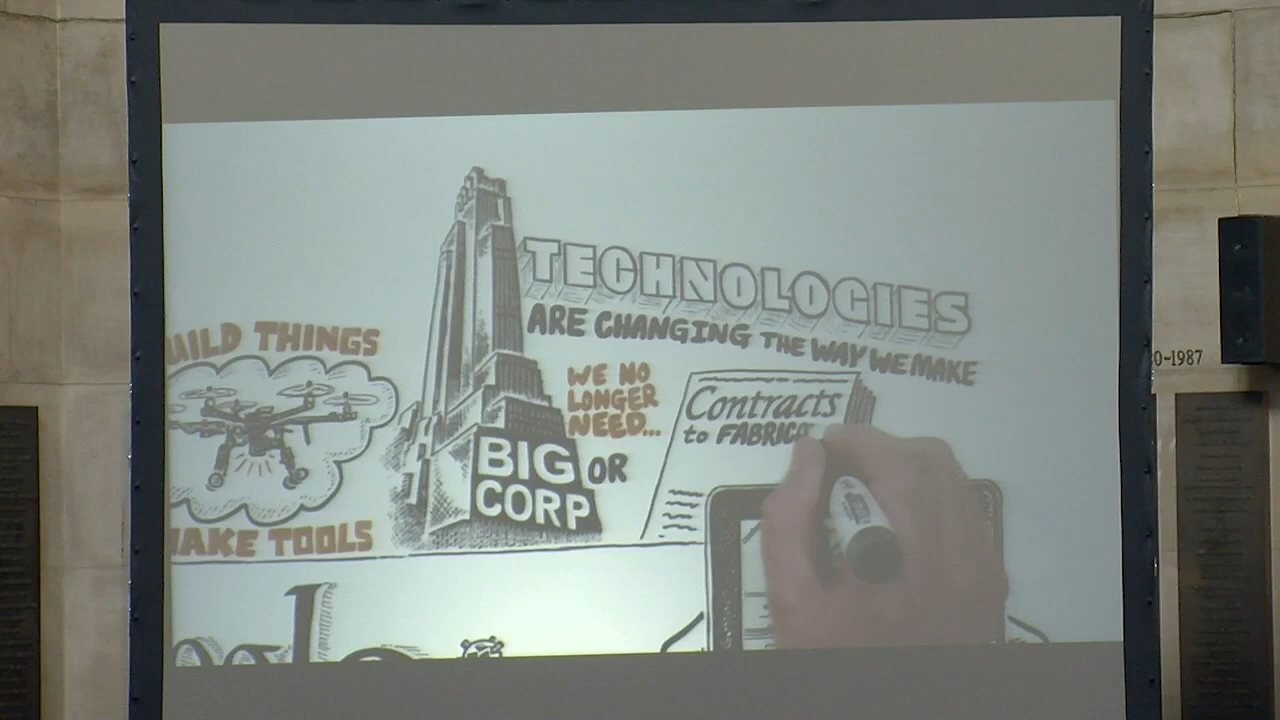 UILD THINGS
AKE TOOLS
TECHNOLOGIES
ARE CHANGING THE WAY WE MAKE
WE NO
LONGER
NEED...
BIG OR
CORP
Contracts
to FABRIC
0-1987